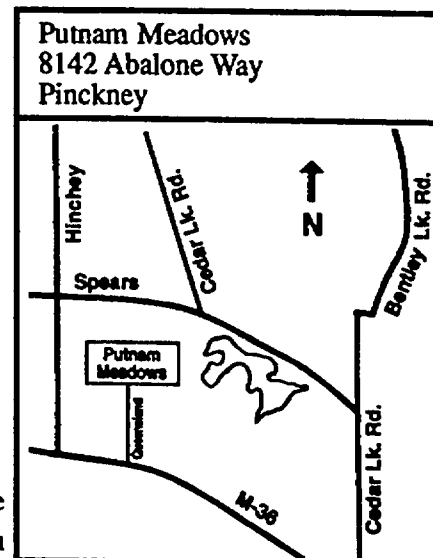 Putnam Meadows
8142 Abalone Way
Pinckney
Hinchey
Cedar Lk. Rd.
N
Bentley Lk. Rd.
Spears
Putnam
Meadows
Queensland
Cedar Lk. Rd.
M-36